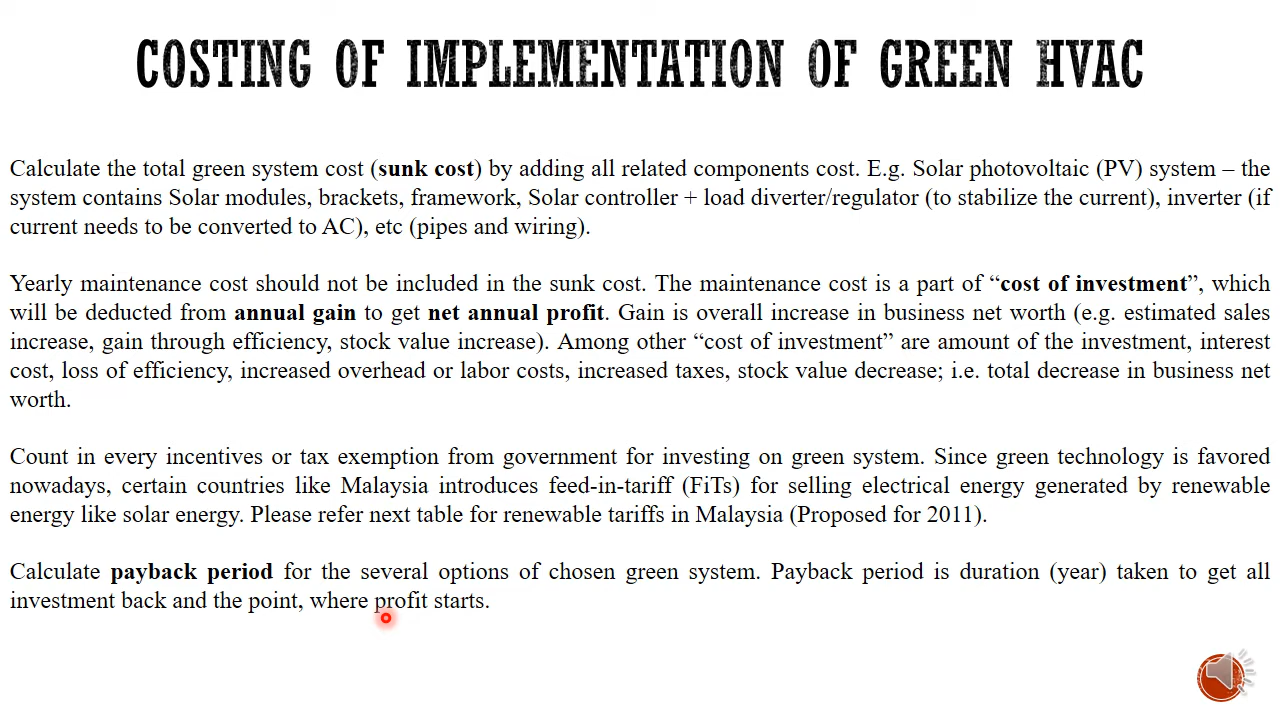 COSTING OF IMPLEMENTATION OF GREEN HVAC
Calculate the total green system cost (sunk cost) by adding all related components cost. E.g. Solar photovoltaic (PV) system – the
system contains Solar modules, brackets, framework, Solar controller + load diverter/regulator (to stabilize the current), inverter (if
current needs to be converted to AC), etc (pipes and wiring).
Yearly maintenance cost should not be included in the sunk cost. The maintenance cost is a part of “cost of investment”, which
will be deducted from annual gain to get net annual profit. Gain is overall increase in business net worth (e.g. estimated sales
increase, gain through efficiency, stock value increase). Among other “cost of investment” are amount of the investment, interest
cost, loss of efficiency, increased overhead or labor costs, increased taxes, stock value decrease; i.e. total decrease in business net
worth.
Count in every incentives or tax exemption from government for investing on green system. Since green technology is favored
nowadays, certain countries like Malaysia introduces feed-in-tariff (FiTs) for selling electrical energy generated by renewable
energy like solar energy. Please refer next table for renewable tariffs in Malaysia (Proposed for 2011).
Calculate payback period for the several options of chosen green system. Payback period is duration (year) taken to get all
investment back and the point, where profit starts.